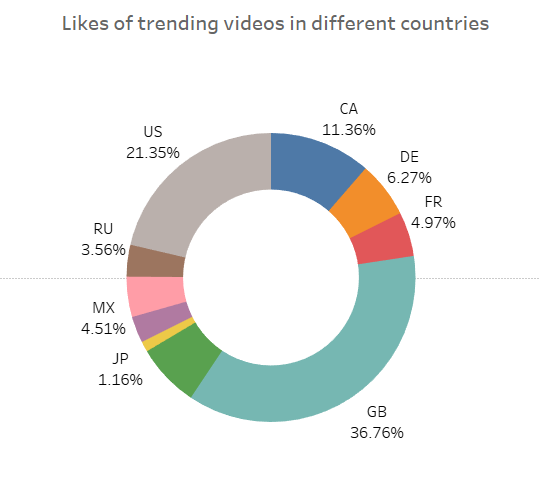 Likes of trending videos in different countries
CA
11.36%
DE
6.27%
FR
4.97%
GB
36.76%
JP
1.16%
MX
4.51%
RU
3.56%
US
21.35%